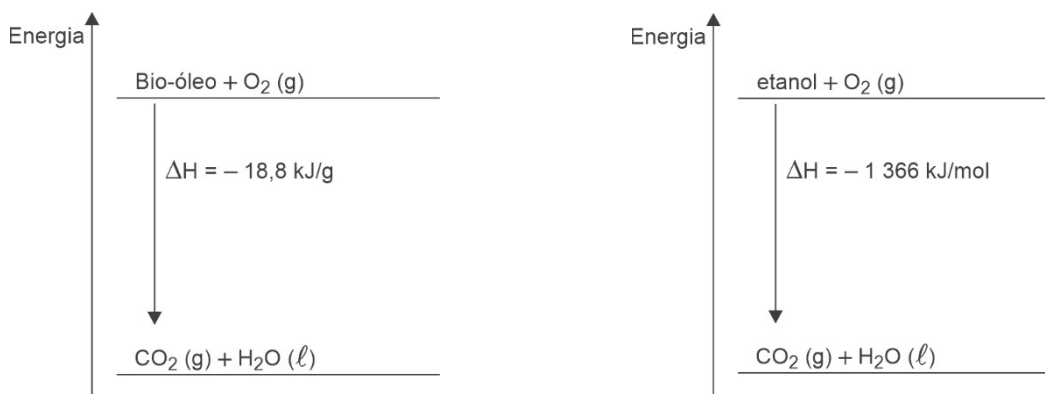 Energia
Bio-óleo + O₂ (g)
ΔH = – 18,8 kJ/g
CO₂ (g) + H₂O (ℓ)
Energia
etanol + O₂ (g)
ΔH = – 1 366 kJ/mol
CO₂ (g) + H₂O (ℓ)